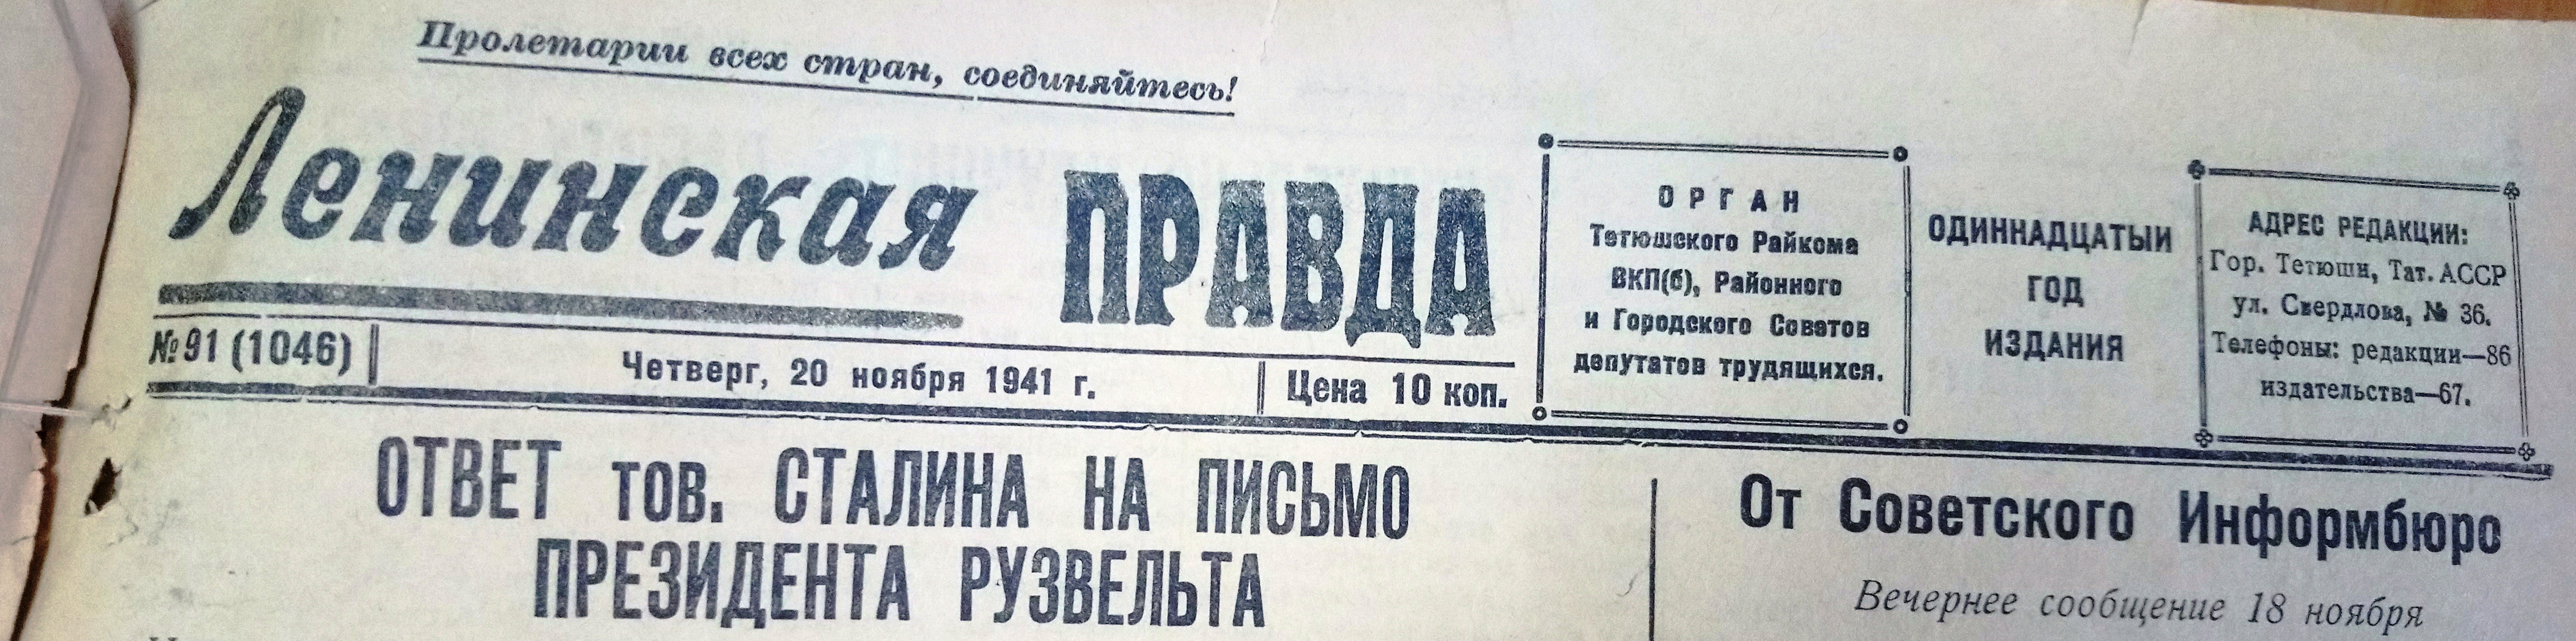 Пролетарии всех стран, соединяйтесь!
Ленинская ПРАВДА
№ 91 (1046)
Четверг, 20 ноября 1941 г.
Цена 10 коп.
ОРГАН
Тетюшского Райкома
ВКП(б), Районного
и Городского Советов
депутатов трудящихся.
ОДИННАДЦАТЫЙ
ГОД
ИЗДАНИЯ
АДРЕС РЕДАКЦИИ:
Гор. Тетюши, Тат. АССР
ул. Свердлова, № 36.
Телефоны: редакции—86
издательства—67.
ОТВЕТ тов. СТАЛИНА НА ПИСЬМО
ПРЕЗИДЕНТА РУЗВЕЛЬТА
От Советского Информбюро
Вечернее сообщение 18 ноября